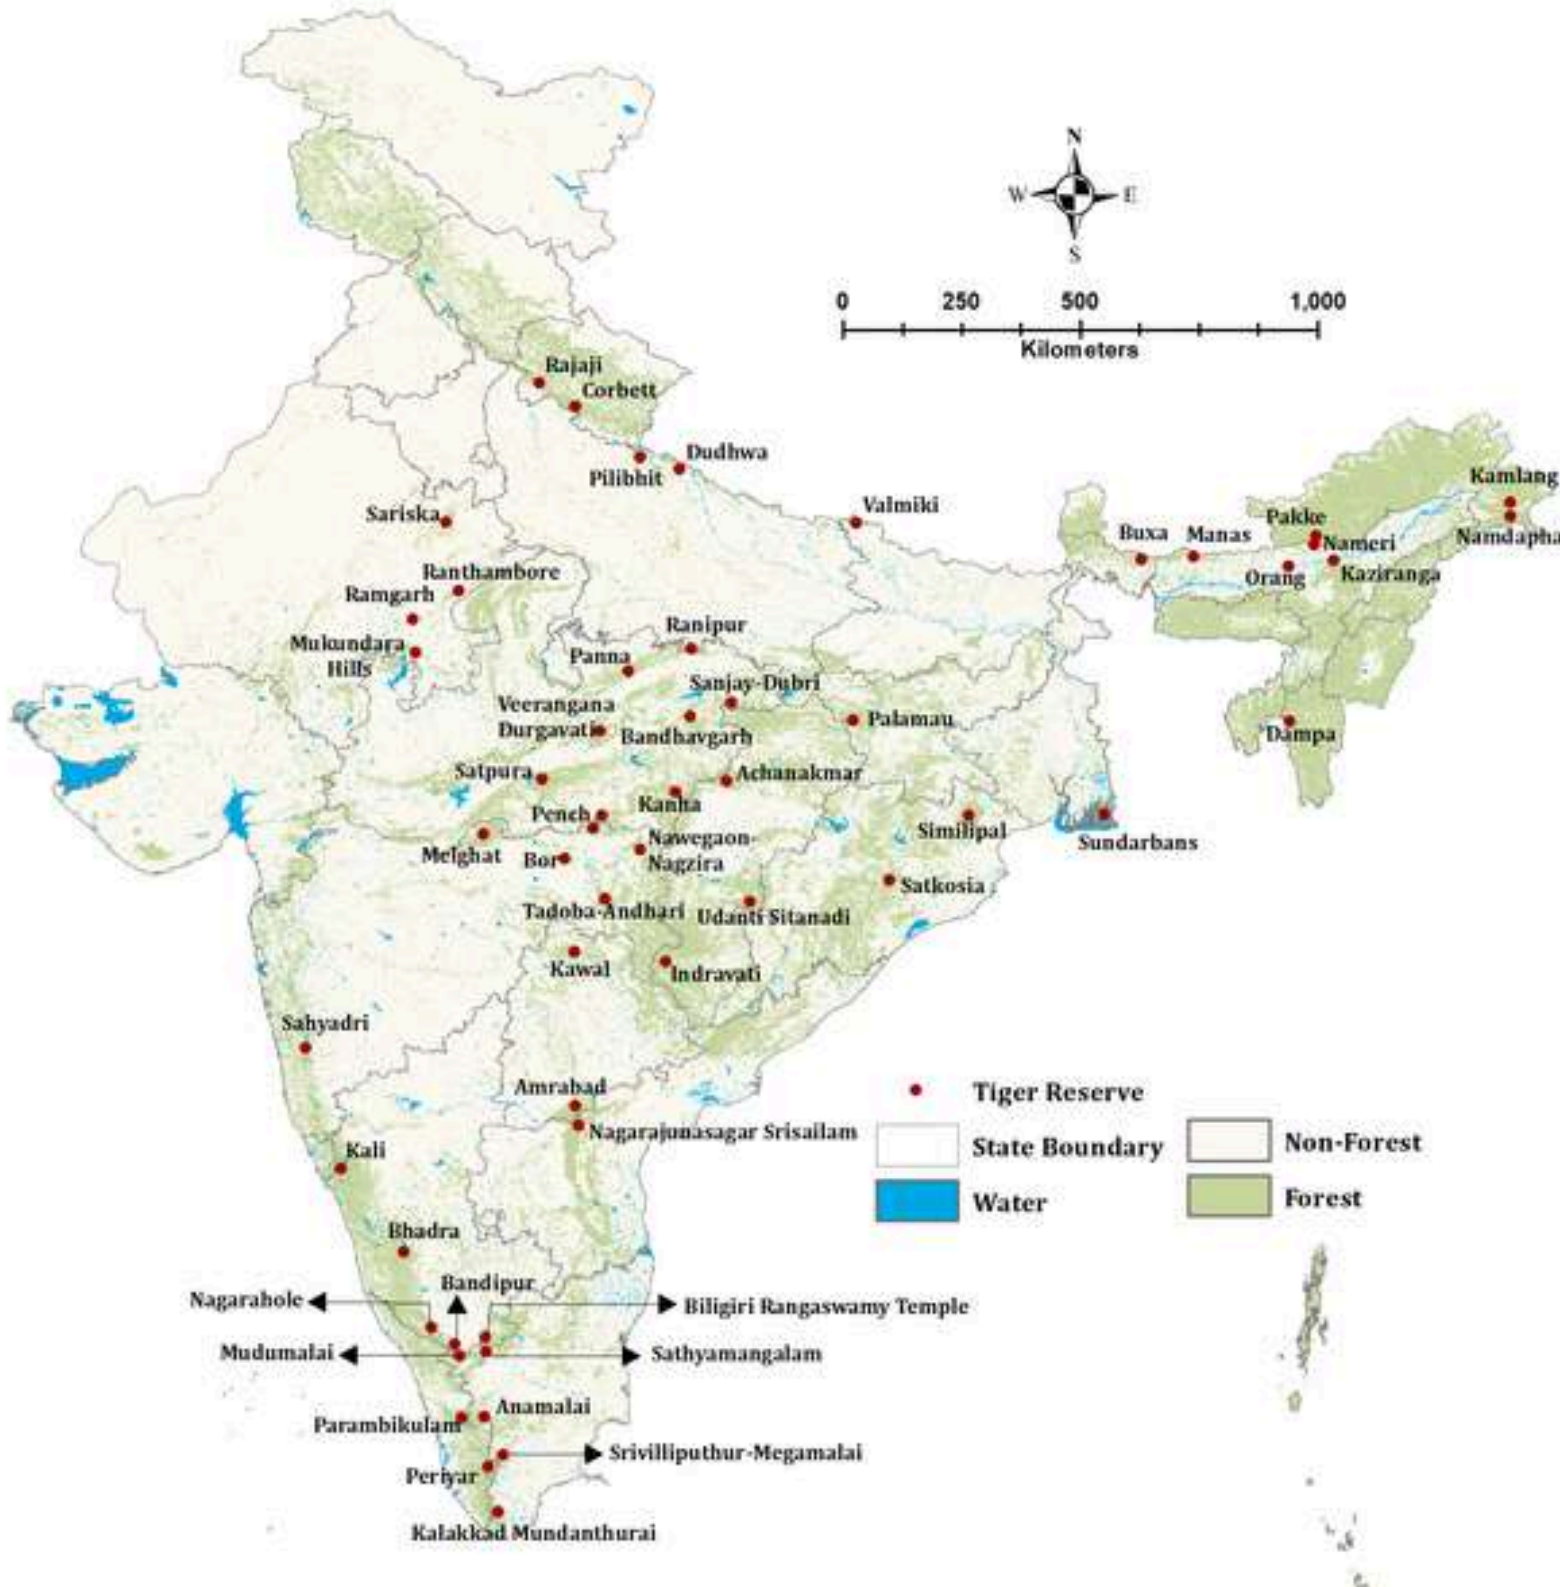 N
W
E
S
0 250 500 1,000
Kilometers
Rajaji
Corbett
Dudhwa
Pilibhit
Valmiki
Sariska
Kamlang
Namdapha
Pakke
Nameri
Buxa
Manas
Orang
Kaziranga
Ranthambore
Ramgarh
Mukundara
Hills
Ranipur
Panna
Sanjay-Dubri
Veerangana
Durgavati
Bandhavgarh
Palamau
Dampa
Satpura
Achanakmar
Kanha
Pench
Similipal
Sundarbans
Melghat
Bor
Nawegaon-
Nagzira
Satkosia
Tadoba-Andhari
Udanti Sitanadi
Kawal
Indravati
Sahyadri
Amrabad
Nagarajunasagar Srisailam
Kali
Bhadra
Bandipur
Nagarahole
Biligiri Rangaswamy Temple
Mudumalai
Sathyamangalam
Anamalai
Parambikulam
Srivilliputhur-Megamalai
Periyar
Kalakkad Mundanthurai
Tiger Reserve
State Boundary
Water
Non-Forest
Forest